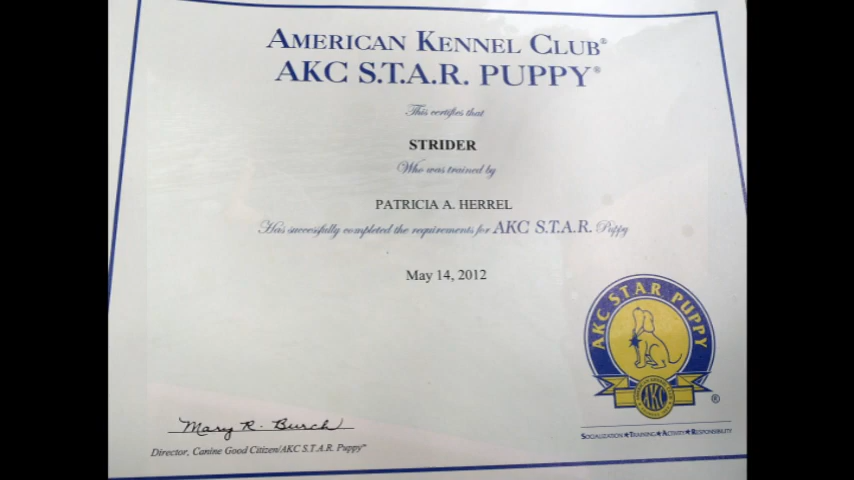 AMERICAN KENNEL CLUB®
AKC S.T.A.R. PUPPY®
This certifies that
STRIDER
Who was trained by
PATRICIA A. HERREL
Has successfully completed the requirements for AKC S.T.A.R. Puppy
May 14, 2012
AKC STAR PUPPY
AKC
®
Mary R. Burch
Director, Canine Good Citizen/AKC S.T.A.R. Puppy™
SOCIALIZATION★TRAINING★ACTIVITY★RESPONSIBILITY